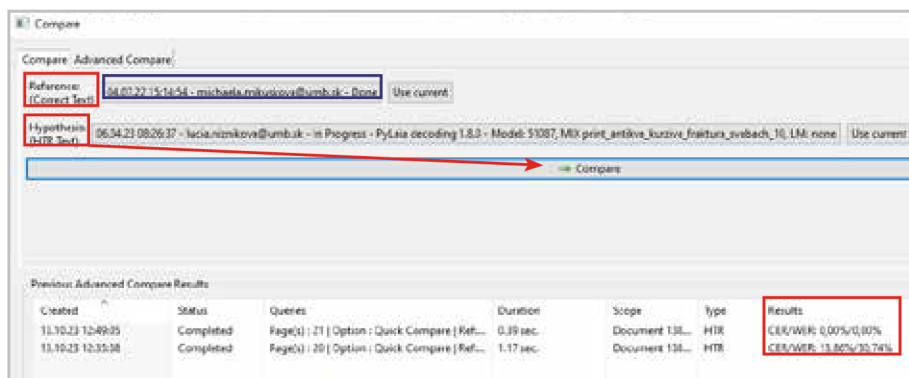 Compare
Compare Advanced Compare
Reference: (Correct Text) 04.07.22 15:14:54 - michaela.mikuskova@umb.sk - Done Use current
Hypothesis: (HTR Text) 06.04.23 08:26:37 - lucia.niznikova@umb.sk - In Progress - PyLaia decoding 1.8.0 - Model: 51087, MIX print_antikva_kurziva_fraktura_svabach_10, LM: none Use current
Compare
Previous Advanced Compare Results
Created Status Queries Duration Scope Type Results
13.10.23 12:49:05 Completed Page(s) : 21 | Option : Quick Compare | Ref:... 0.39 sec. Document 138... HTR CER/WER: 0,00%/0,00%
13.10.23 12:35:38 Completed Page(s) : 20 | Option : Quick Compare | Ref:... 1.17 sec. Document 138... HTR CER/WER: 13,86%/30,74%